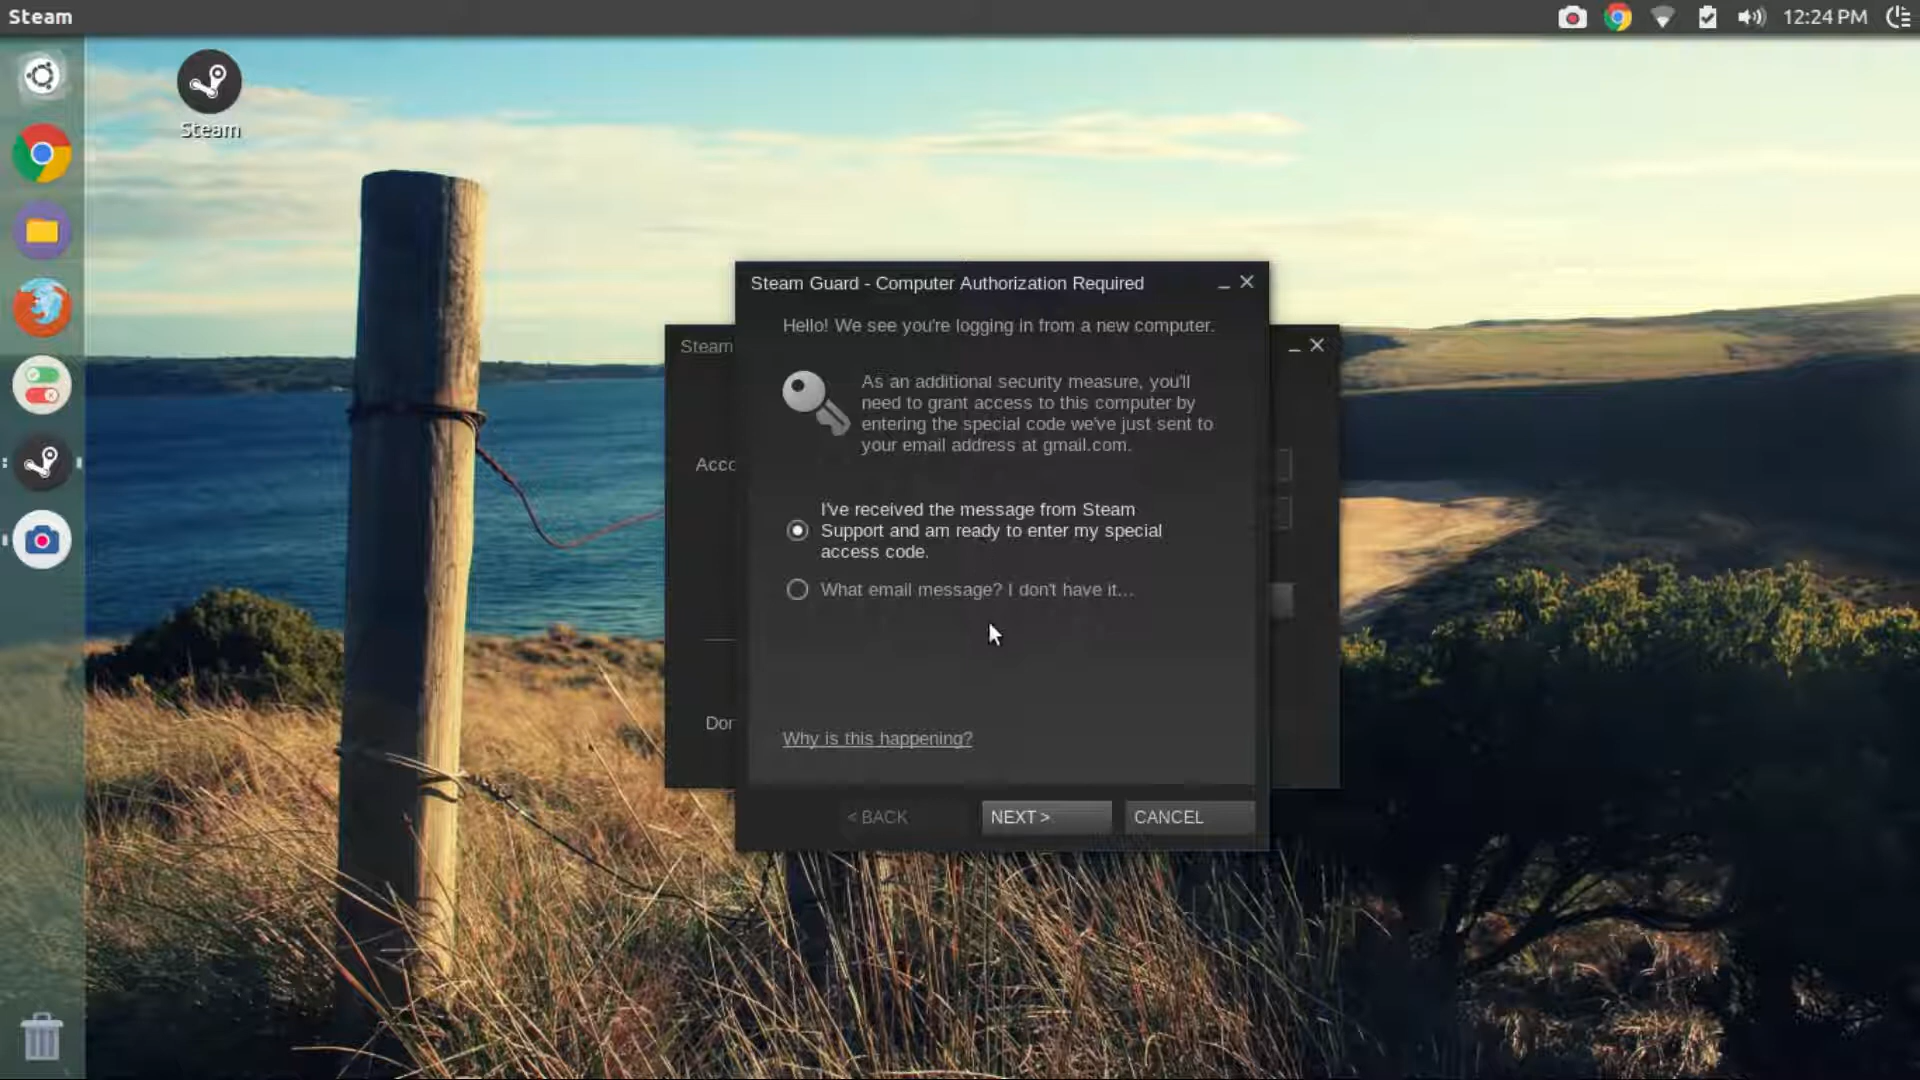 Steam
12:24 PM
Steam
Steam Guard - Computer Authorization Required
Hello! We see you're logging in from a new computer.
Steam
As an additional security measure, you'll
need to grant access to this computer by
entering the special code we've just sent to
your email address at gmail.com.
Acco
I've received the message from Steam
Support and am ready to enter my special
access code.
What email message? I don't have it...
Don
Why is this happening?
< BACK
NEXT >
CANCEL